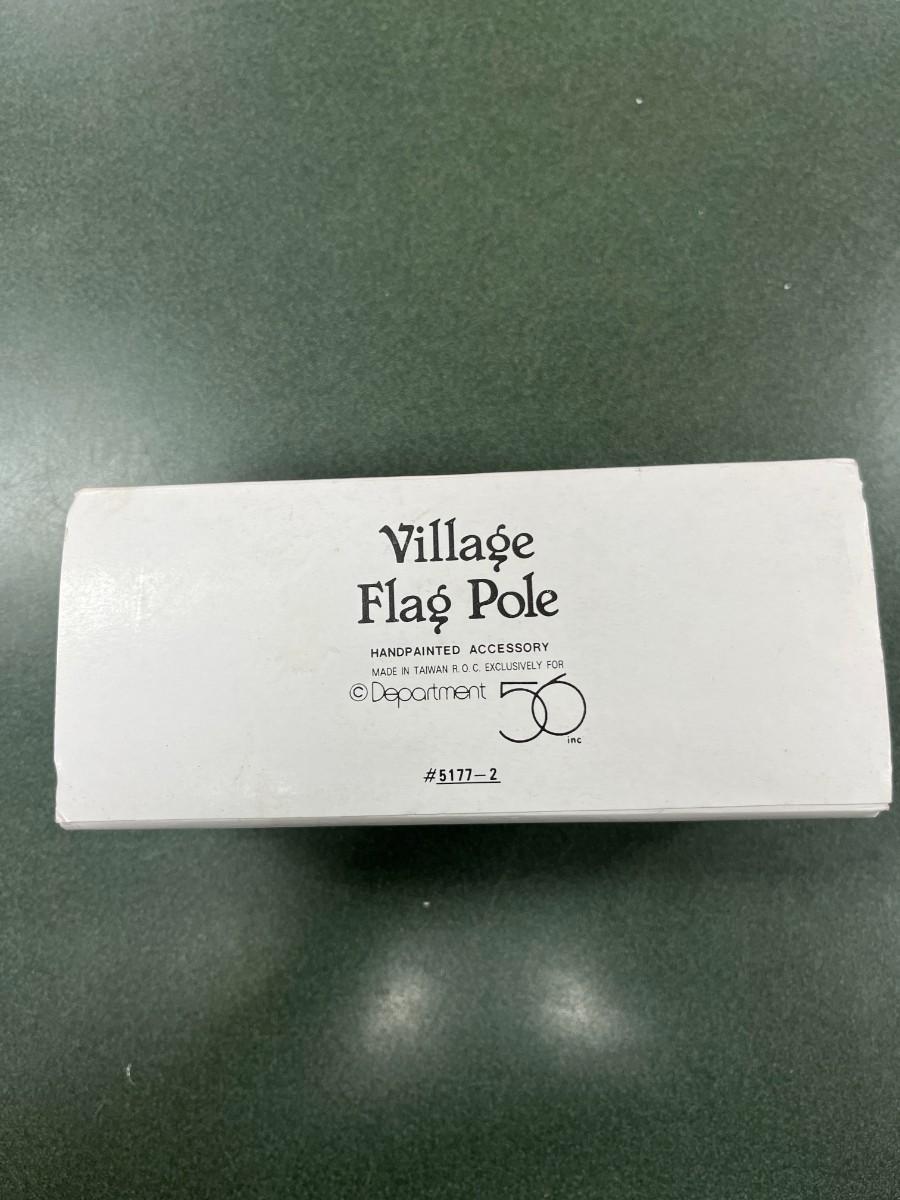 Village
Flag Pole
HANDPAINTED ACCESSORY
MADE IN TAIWAN R.O.C. EXCLUSIVELY FOR
© Department 56 inc
#5177-2